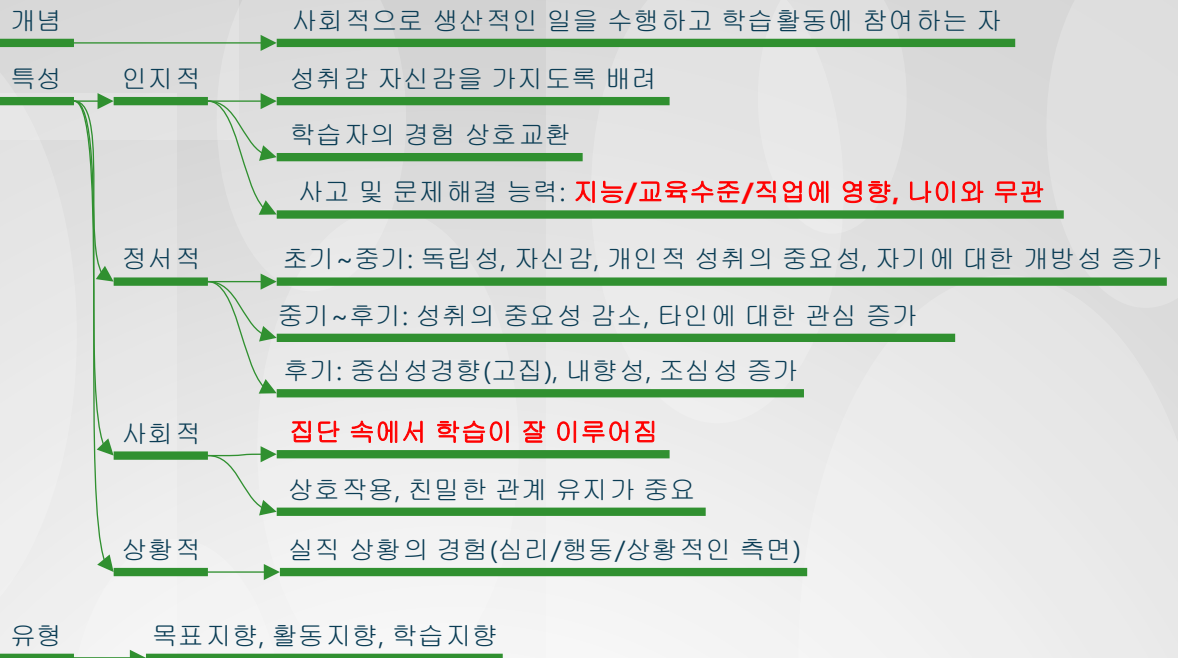 개념
사회적으로 생산적인 일을 수행하고 학습활동에 참여하는 자
특성
인지적
성취감 자신감을 가지도록 배려
학습자의 경험 상호교환
사고 및 문제해결 능력: 지능/교육수준/직업에 영향, 나이와 무관
정서적
초기~중기: 독립성, 자신감, 개인적 성취의 중요성, 자기에 대한 개방성 증가
중기~후기: 성취의 중요성 감소, 타인에 대한 관심 증가
후기: 중심성경향(고집), 내향성, 조심성 증가
사회적
집단 속에서 학습이 잘 이루어짐
상호작용, 친밀한 관계 유지가 중요
상황적
실직 상황의 경험(심리/행동/상황적인 측면)
유형
목표지향, 활동지향, 학습지향